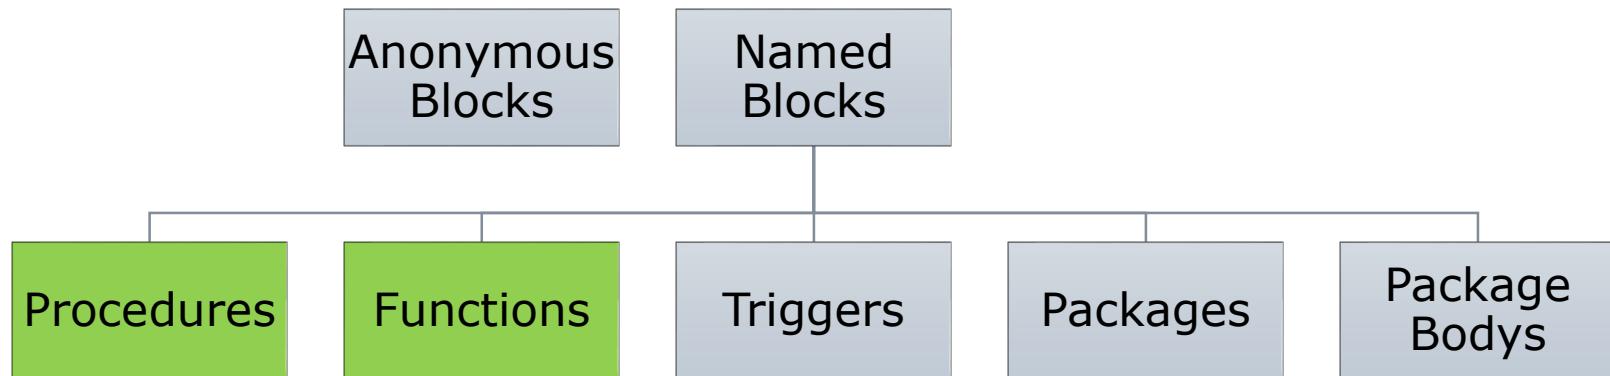 Anonymous
Blocks
Named
Blocks
Procedures
Functions
Triggers
Packages
Package
Bodys